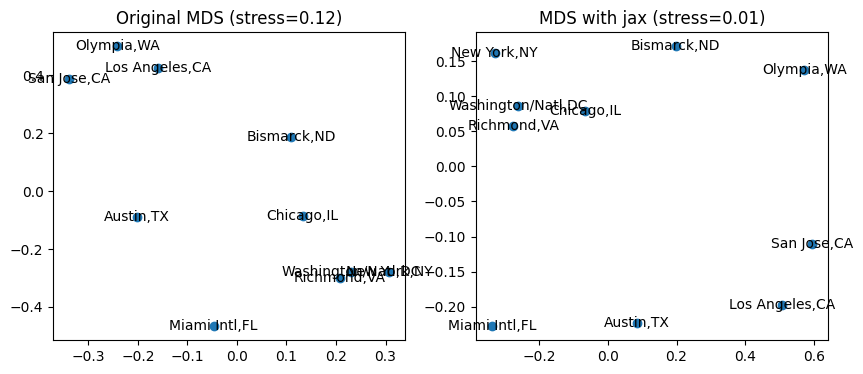 Original MDS (stress=0.12)
Olympia,WA
Los Angeles,CA
San Jose,CA
Bismarck,ND
Austin,TX
Chicago,IL
Washington/Natl,DC
New York,NY
Richmond,VA
Miami Intl,FL
0.4
0.2
0.0
−0.2
−0.4
−0.3 −0.2 −0.1 0.0 0.1 0.2 0.3
MDS with jax (stress=0.01)
New York,NY
Bismarck,ND
Olympia,WA
Washington/Natl,DC
Chicago,IL
Richmond,VA
San Jose,CA
Los Angeles,CA
Miami Intl,FL
Austin,TX
0.15
0.10
0.05
0.00
−0.05
−0.10
−0.15
−0.20
−0.2 0.0 0.2 0.4 0.6